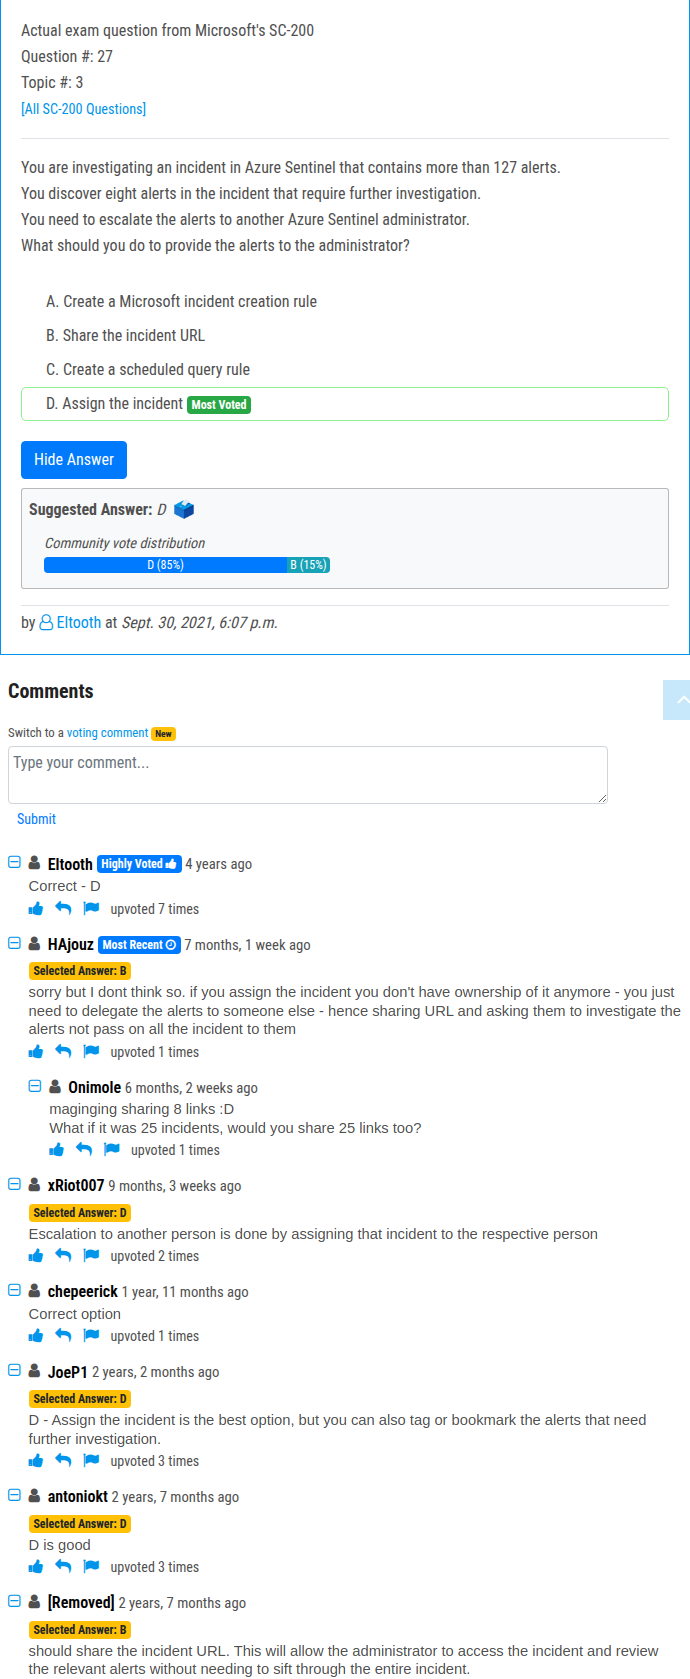 Actual exam question from Microsoft's SC-200
Question #: 27
Topic #: 3
[All SC-200 Questions]
You are investigating an incident in Azure Sentinel that contains more than 127 alerts.
You discover eight alerts in the incident that require further investigation.
You need to escalate the alerts to another Azure Sentinel administrator.
What should you do to provide the alerts to the administrator?
A. Create a Microsoft incident creation rule
B. Share the incident URL
C. Create a scheduled query rule
D. Assign the incident Most Voted
Hide Answer
Suggested Answer: D
Community vote distribution
D (85%) B (15%)
by Eltooth at Sept. 30, 2021, 6:07 p.m.
Comments
Switch to a voting comment New
Type your comment...
Submit
Eltooth Highly Voted 4 years ago
Correct - D
upvoted 7 times
HAjouz Most Recent 7 months, 1 week ago
Selected Answer: B
sorry but I dont think so. if you assign the incident you don't have ownership of it anymore - you just
need to delegate the alerts to someone else - hence sharing URL and asking them to investigate the
alerts not pass on all the incident to them
upvoted 1 times
Onimole 6 months, 2 weeks ago
maginging sharing 8 links :D
What if it was 25 incidents, would you share 25 links too?
upvoted 1 times
xRiot007 9 months, 3 weeks ago
Selected Answer: D
Escalation to another person is done by assigning that incident to the respective person
upvoted 2 times
chepeerick 1 year, 11 months ago
Correct option
upvoted 1 times
JoeP1 2 years, 2 months ago
Selected Answer: D
D - Assign the incident is the best option, but you can also tag or bookmark the alerts that need
further investigation.
upvoted 3 times
antoniokt 2 years, 7 months ago
Selected Answer: D
D is good
upvoted 3 times
[Removed] 2 years, 7 months ago
Selected Answer: B
should share the incident URL. This will allow the administrator to access the incident and review
the relevant alerts without needing to sift through the entire incident.